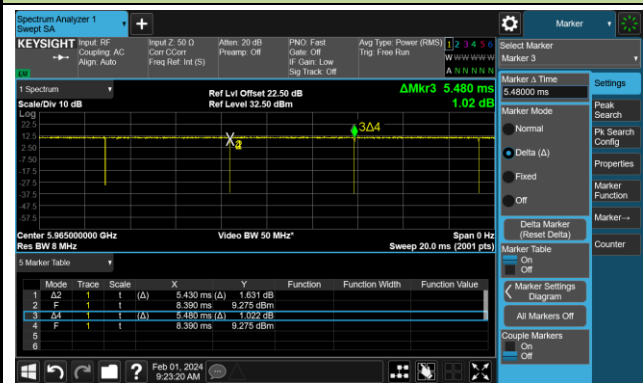 Spectrum Analyzer 1
Swept SA
+
Marker
KEYSIGHT
Input: RF
Coupling: AC
Align: Auto
Input Z: 50 Ω
Corr CCorr
Freq Ref: Int (S)
Atten: 20 dB
Preamp: Off
PNO: Fast
Gate: Off
IF Gain: Low
Sig Track: Off
Avg Type: Power (RMS)
Trig: Free Run
1 2 3 4 5 6
W W W W W W
A N N N N N
LXI
Select Marker
Marker 3
1 Spectrum
Scale/Div 10 dB
Ref Lvl Offset 22.50 dB
Ref Level 32.50 dBm
ΔMkr3 5.480 ms
1.02 dB
Log
22.5
12.5
2.50
-7.50
-17.5
-27.5
-37.5
-47.5
-57.5
3Δ4
Center 5.965000000 GHz
Res BW 8 MHz
Video BW 50 MHz*
Span 0 Hz
Sweep 20.0 ms (2001 pts)
5 Marker Table
Mode Trace Scale X Y Function Function Width Function Value
1 Δ2 1 t (Δ) 5.430 ms (Δ) 1.631 dB
2 F 1 t 8.390 ms 9.275 dBm
3 Δ4 1 t (Δ) 5.480 ms (Δ) 1.022 dB
4 F 1 t 8.390 ms 9.275 dBm
5
6
Marker Δ Time
5.48000 ms
Marker Mode
Normal
Delta (Δ)
Fixed
Off
Delta Marker
(Reset Delta)
Marker Table
On
Off
Marker Settings
Diagram
All Markers Off
Couple Markers
On
Off
Settings
Peak
Search
Pk Search
Config
Properties
Marker
Function
Marker→
Counter
?
Feb 01, 2024
9:23:20 AM